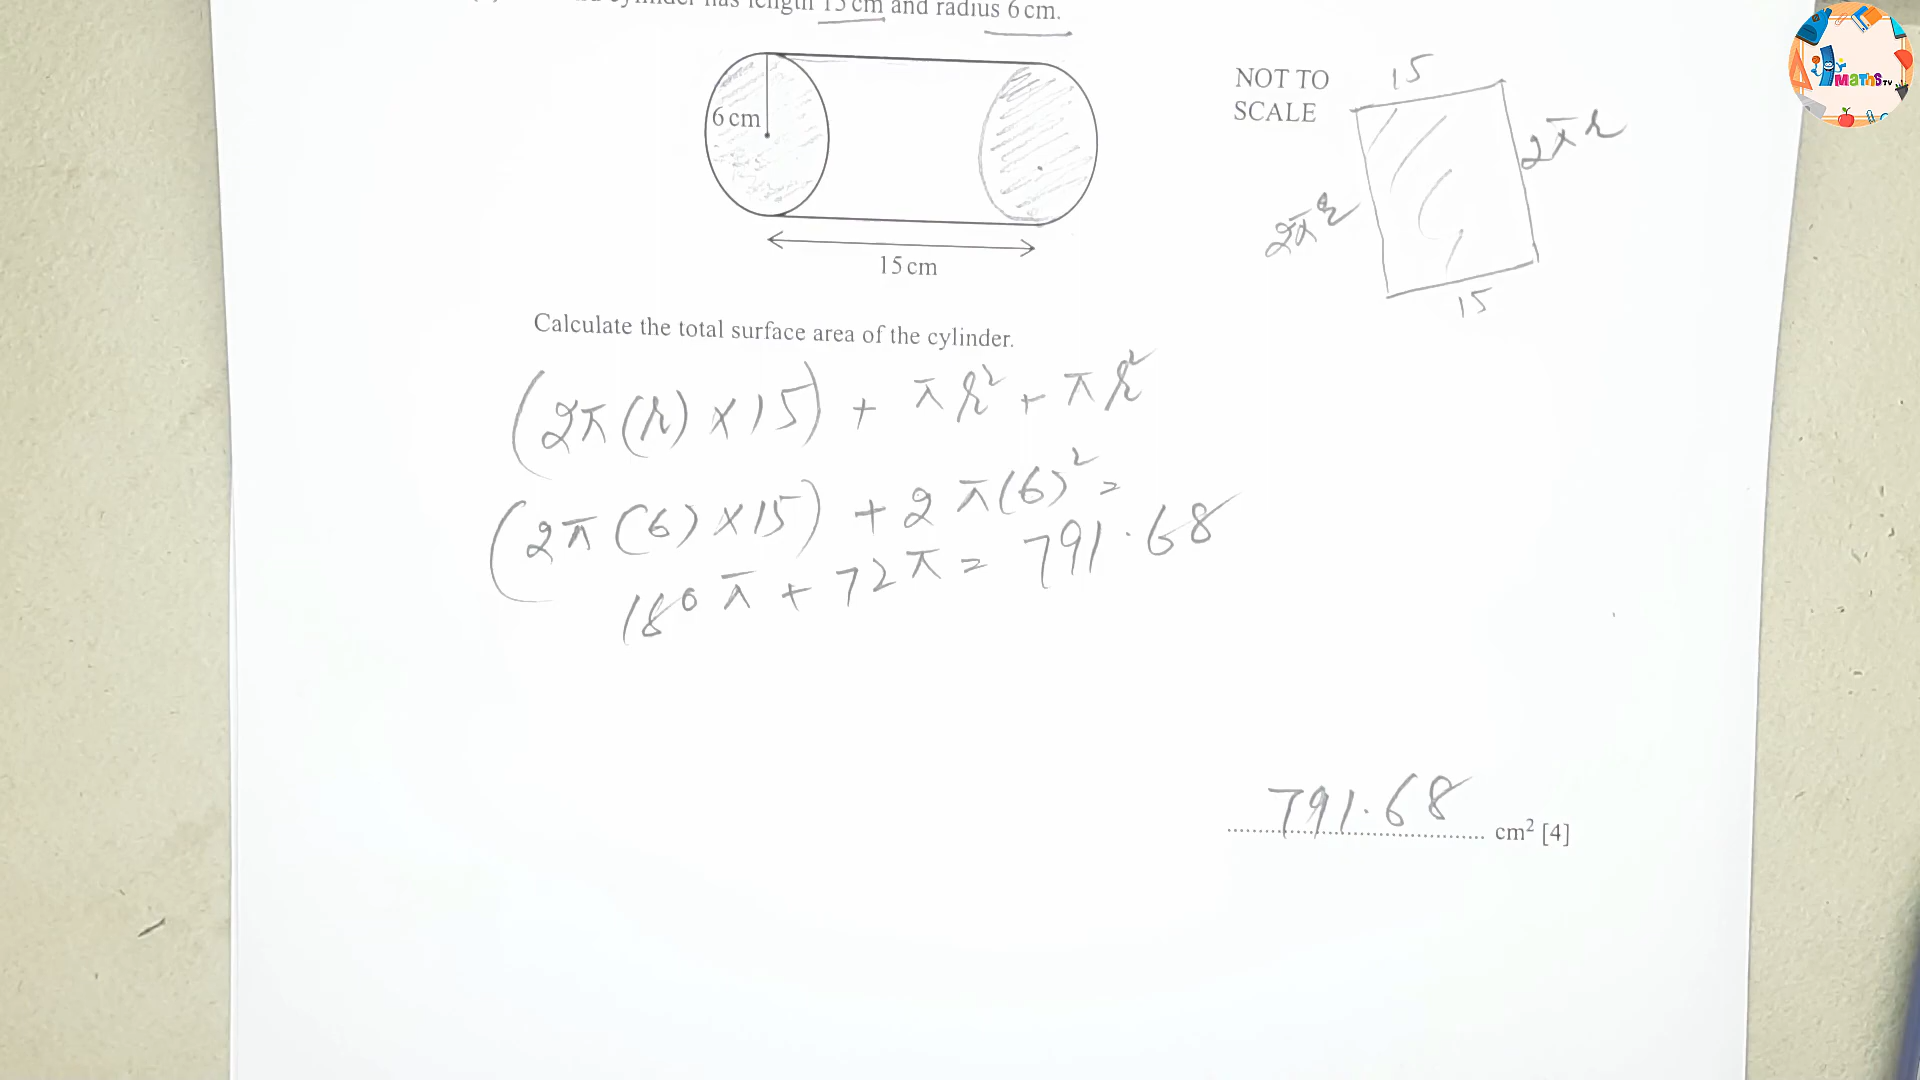 has length 15 cm and radius 6 cm.
NOT TO
SCALE
15
2πr
2πr
15
6 cm
15 cm
Calculate the total surface area of the cylinder.
(2π(r) × 15) + πr² + πr²
(2π(6) × 15) + 2π(6)² =
180π + 72π = 791.68
791.68
cm² [4]
MATHS TV